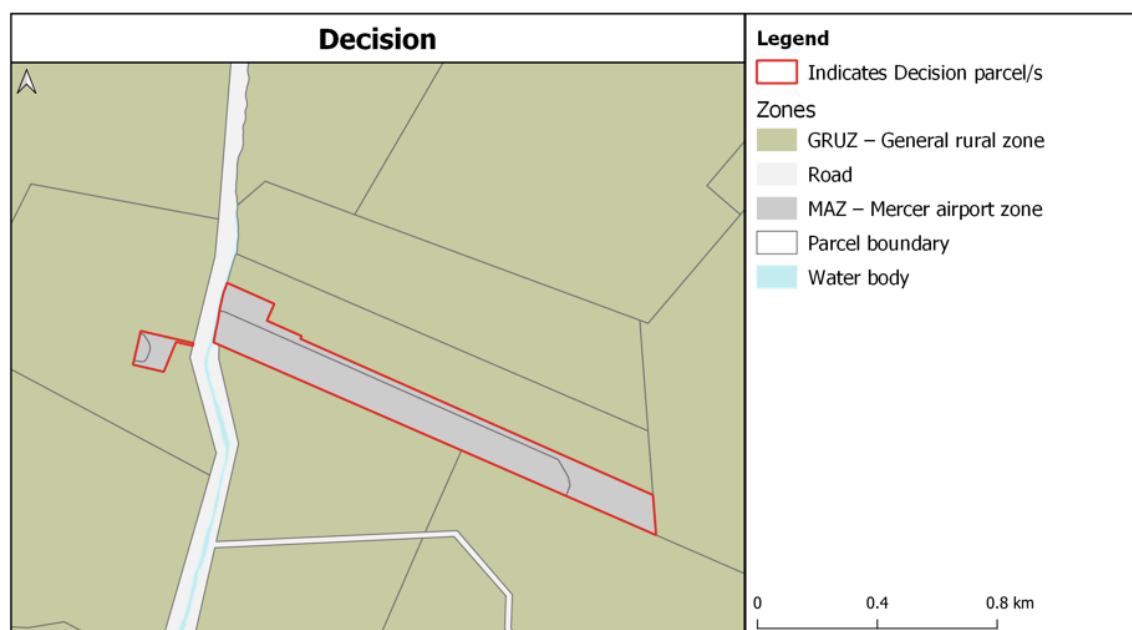 Decision
Legend
Indicates Decision parcel/s
Zones
GRUZ – General rural zone
Road
MAZ – Mercer airport zone
Parcel boundary
Water body
0 0.4 0.8 km